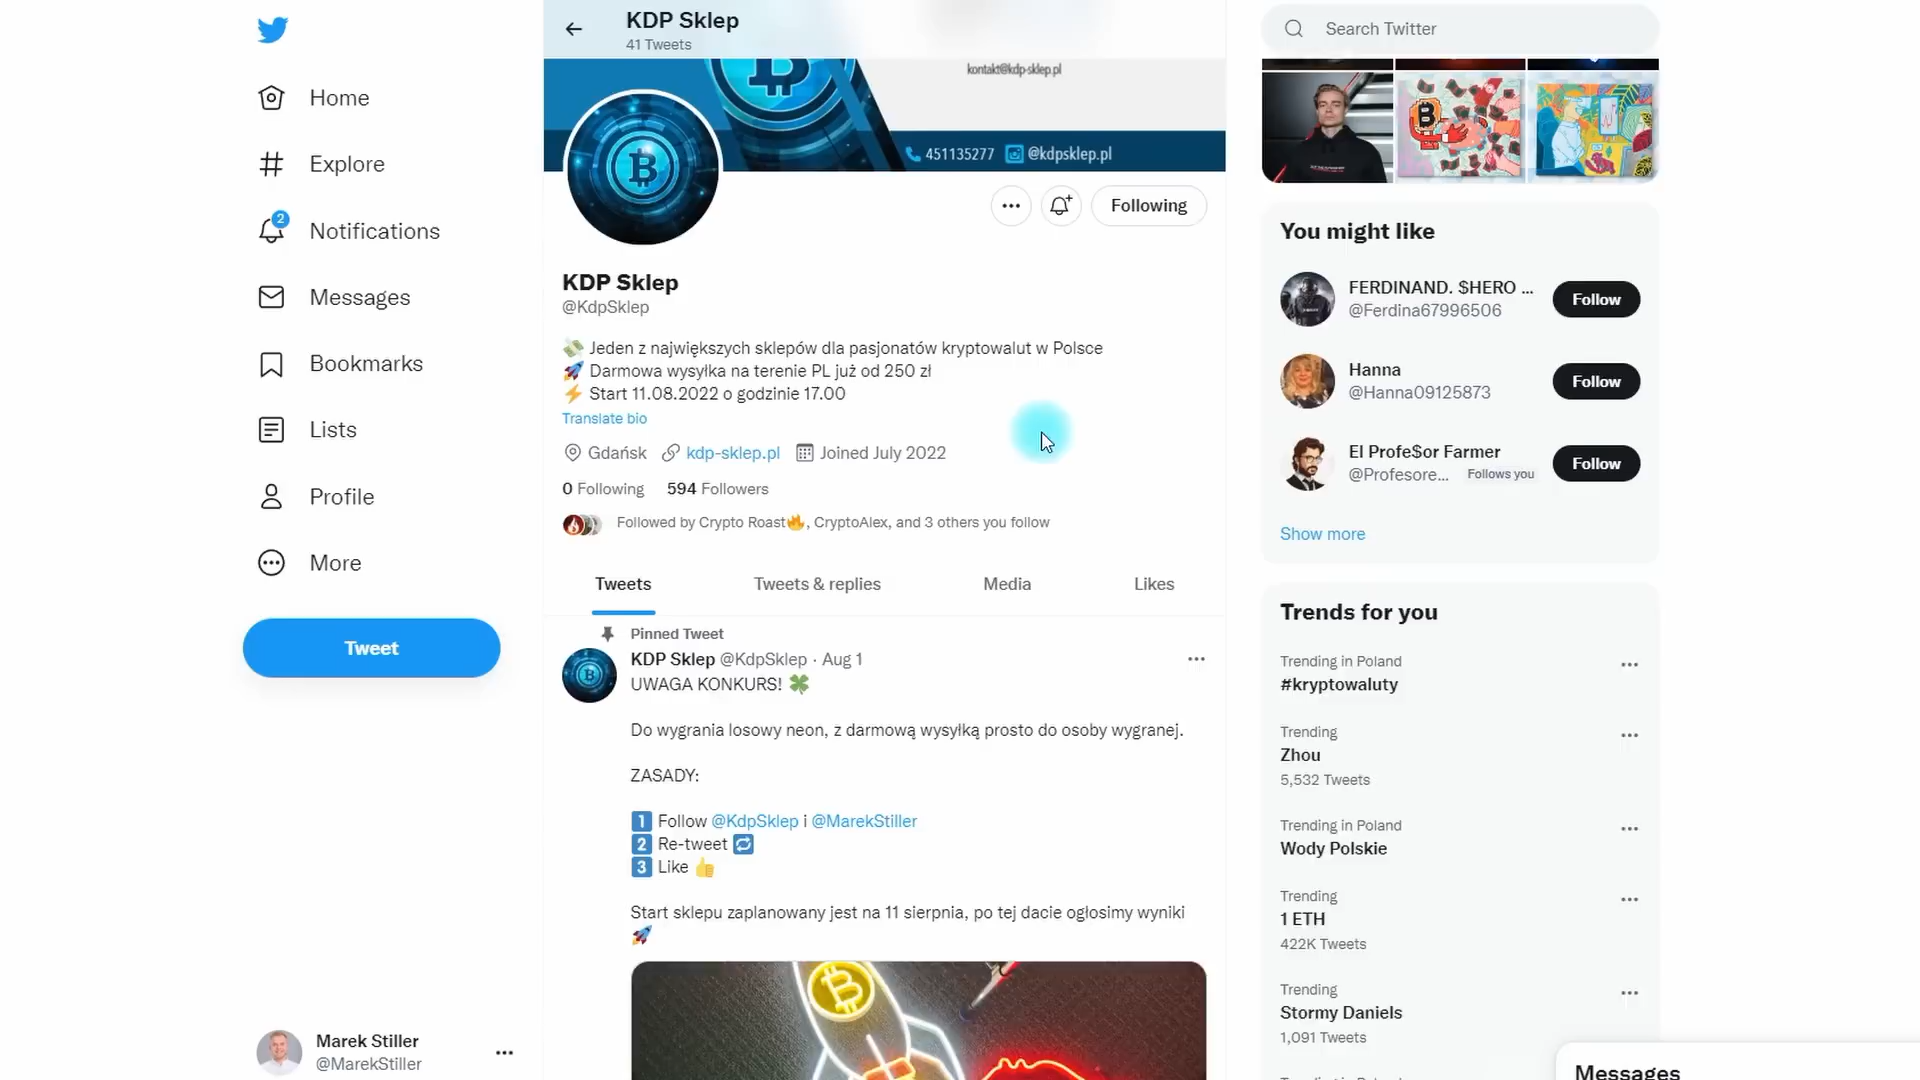 Home
Explore
2
Notifications
Messages
Bookmarks
Lists
Profile
More
Tweet
Marek Stiller
@MarekStiller
KDP Sklep
41 Tweets
kontakt@kdp-sklep.pl
451135277 @kdpsklep.pl
Following
KDP Sklep
@KdpSklep
💸 Jeden z największych sklepów dla pasjonatów kryptowalut w Polsce
🚀 Darmowa wysyłka na terenie PL już od 250 zł
⚡ Start 11.08.2022 o godzinie 17.00
Translate bio
Gdańsk kdp-sklep.pl Joined July 2022
0 Following 594 Followers
Followed by Crypto Roast🔥, CryptoAlex, and 3 others you follow
Tweets Tweets & replies Media Likes
Pinned Tweet
KDP Sklep @KdpSklep · Aug 1
UWAGA KONKURS! 🍀
Do wygrania losowy neon, z darmową wysyłką prosto do osoby wygranej.
ZASADY:
1️⃣ Follow @KdpSklep i @MarekStiller
2️⃣ Re-tweet 🔁
3️⃣ Like 👍
Start sklepu zaplanowany jest na 11 sierpnia, po tej dacie ogłosimy wyniki
🚀
Search Twitter
You might like
FERDINAND. $HERO ...
@Ferdina67996506
Follow
Hanna
@Hanna09125873
Follow
El Profe$or Farmer
@Profesore... Follows you
Follow
Show more
Trends for you
Trending in Poland
#kryptowaluty
Trending
Zhou
5,532 Tweets
Trending in Poland
Wody Polskie
Trending
1 ETH
422K Tweets
Trending
Stormy Daniels
1,091 Tweets
Messages